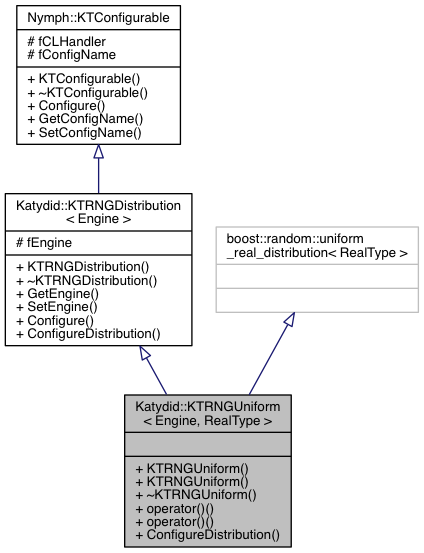 Nymph::KTConfigurable
# fCLHandler
# fConfigName
+ KTConfigurable()
+ ~KTConfigurable()
+ Configure()
+ GetConfigName()
+ SetConfigName()
Katydid::KTRNGDistribution
< Engine >
# fEngine
+ KTRNGDistribution()
+ ~KTRNGDistribution()
+ GetEngine()
+ SetEngine()
+ Configure()
+ ConfigureDistribution()
boost::random::uniform
_real_distribution< RealType >
Katydid::KTRNGUniform
< Engine, RealType >
+ KTRNGUniform()
+ KTRNGUniform()
+ ~KTRNGUniform()
+ operator()()
+ operator()()
+ ConfigureDistribution()